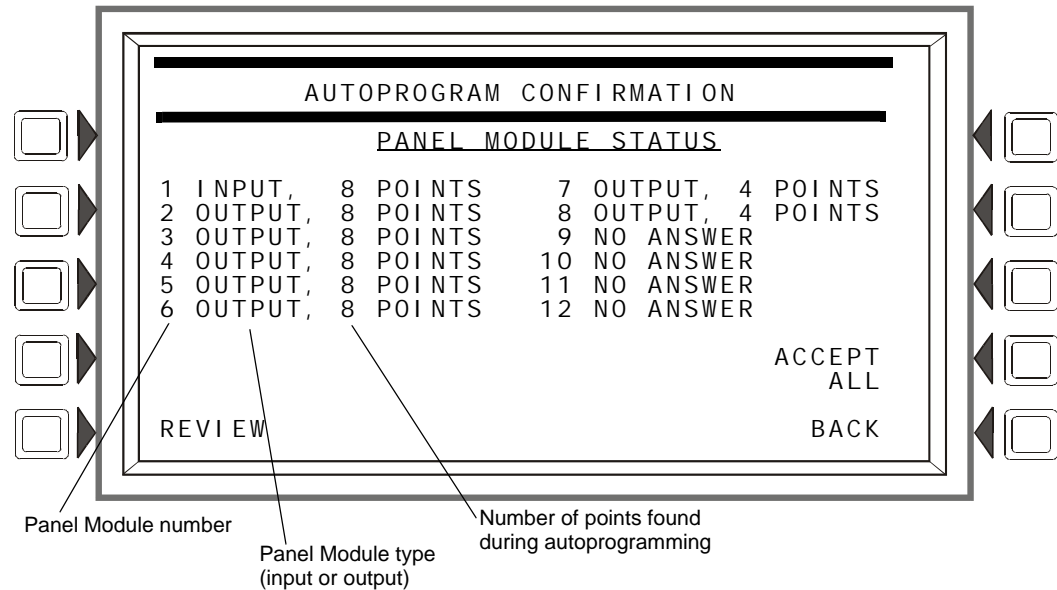 AUTOPROGRAM CONFIRMATION
PANEL MODULE STATUS
1 INPUT, 8 POINTS 7 OUTPUT, 4 POINTS
2 OUTPUT, 8 POINTS 8 OUTPUT, 4 POINTS
3 OUTPUT, 8 POINTS 9 NO ANSWER
4 OUTPUT, 8 POINTS 10 NO ANSWER
5 OUTPUT, 8 POINTS 11 NO ANSWER
6 OUTPUT, 8 POINTS 12 NO ANSWER
ACCEPT
ALL
REVIEW BACK
Panel Module number
Panel Module type
(input or output)
Number of points found
during autoprogramming